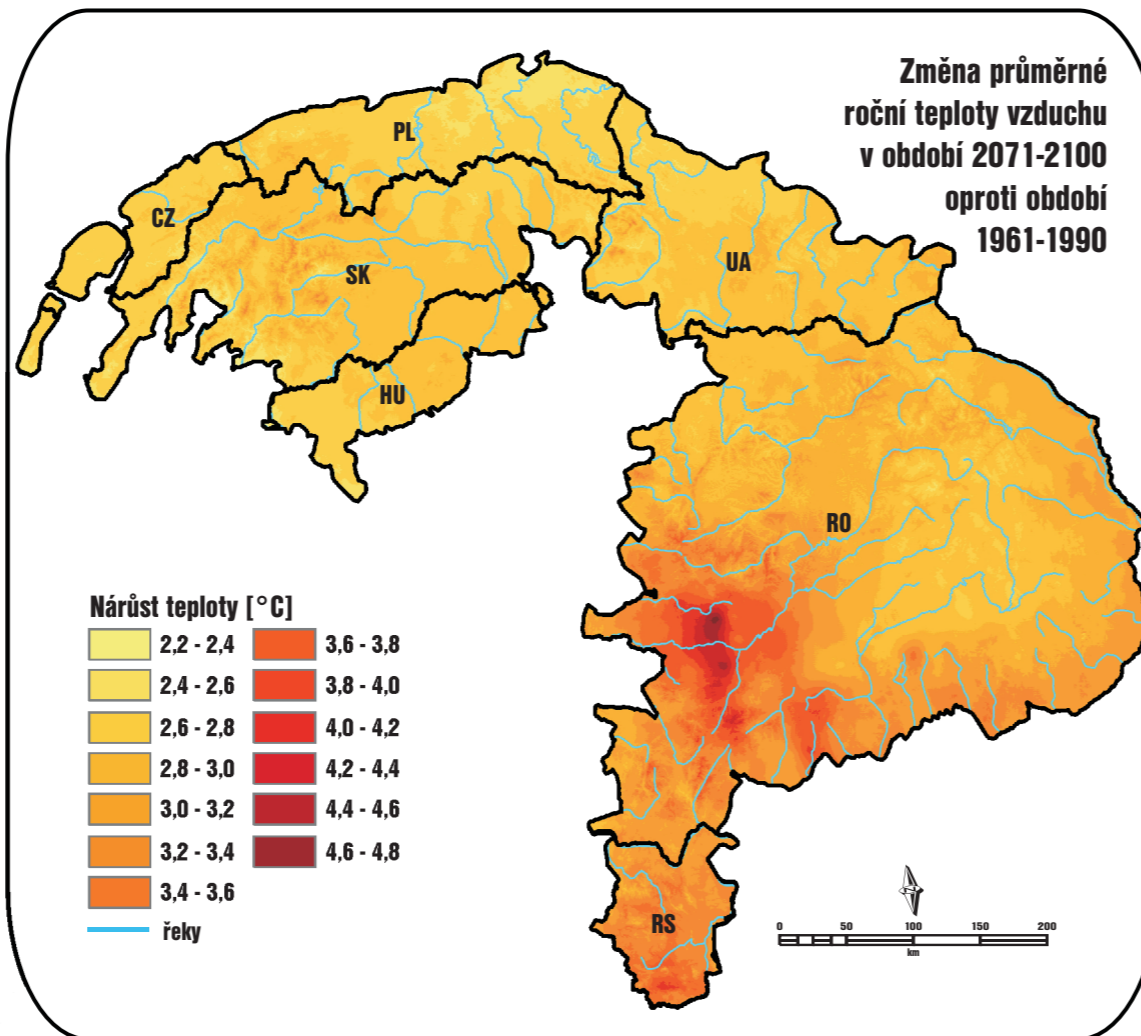 Změna průměrné
roční teploty vzduchu
v období 2071-2100
oproti období
1961-1990
PL
CZ
SK
UA
HU
RO
RS
Nárůst teploty [°C]
2,2 - 2,4
2,4 - 2,6
2,6 - 2,8
2,8 - 3,0
3,0 - 3,2
3,2 - 3,4
3,4 - 3,6
3,6 - 3,8
3,8 - 4,0
4,0 - 4,2
4,2 - 4,4
4,4 - 4,6
4,6 - 4,8
řeky
0 50 100 150 200
km